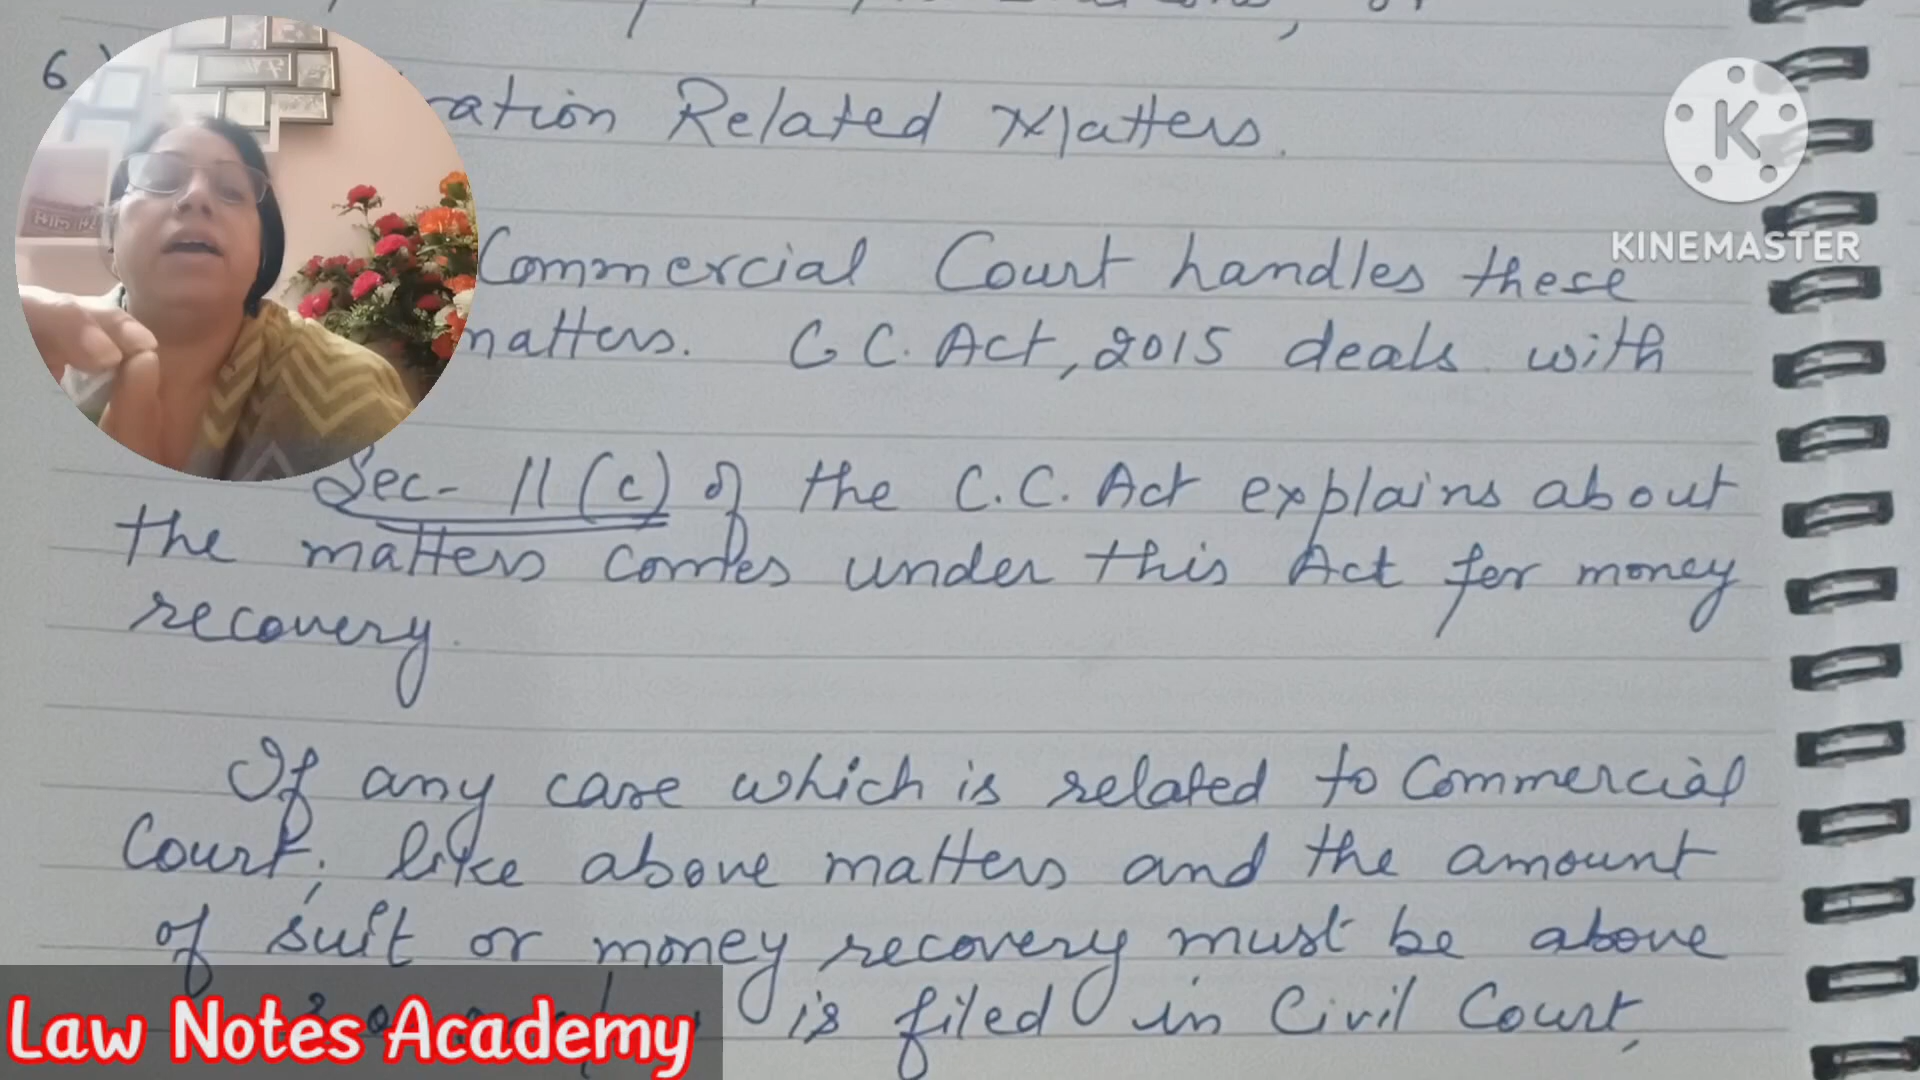 6)
ration Related Matters.
Commercial Court handles these
matters. C C. Act, 2015 deals with
Sec- 11 (c) of the C.C. Act explains about
the matters comes under this Act for money
recovery.
If any case which is related to Commercial
Court; like above matters and the amount
of suit or money recovery must be above
is filed in Civil Court,
Law Notes Academy
K
KINEMASTER